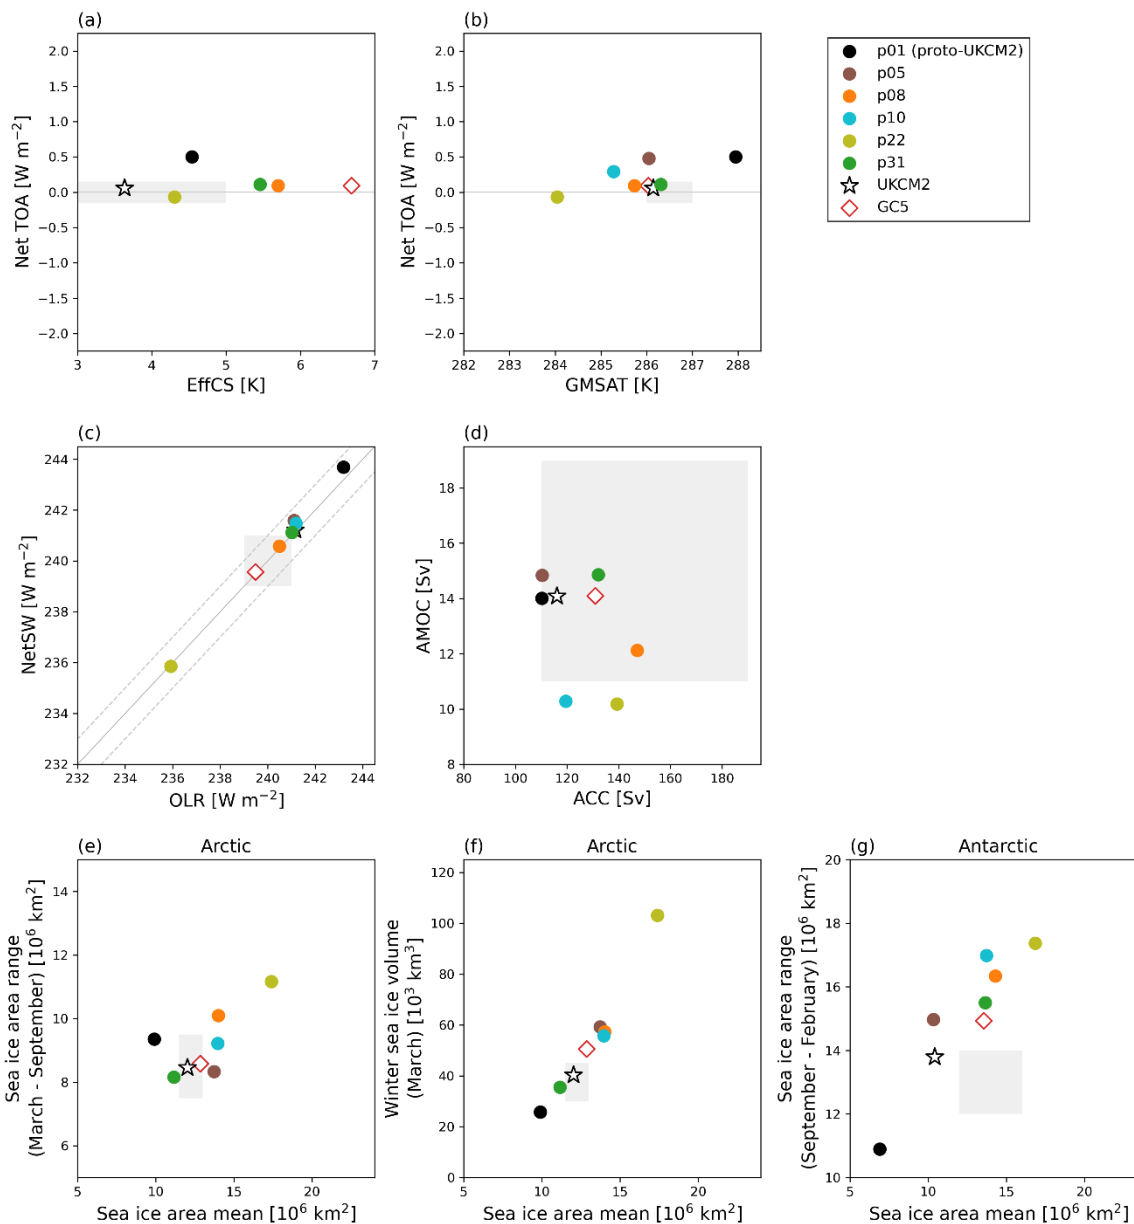 (a)
2.0
1.5
1.0
0.5
0.0
−0.5
−1.0
−1.5
−2.0
Net TOA [W m⁻²]
3 4 5 6 7
EffCS [K]
(b)
2.0
1.5
1.0
0.5
0.0
−0.5
−1.0
−1.5
−2.0
Net TOA [W m⁻²]
282 283 284 285 286 287 288
GMSAT [K]
p01 (proto-UKCM2)
p05
p08
p10
p22
p31
UKCM2
GC5
(c)
244
242
240
238
236
234
232
NetSW [W m⁻²]
232 234 236 238 240 242 244
OLR [W m⁻²]
(d)
18
16
14
12
10
8
AMOC [Sv]
80 100 120 140 160 180
ACC [Sv]
(e)
Arctic
14
12
10
8
6
Sea ice area range
(March - September) [10⁶ km²]
10 15 20
Sea ice area mean [10⁶ km²]
(f)
Arctic
120
100
80
60
40
20
0
Winter sea ice volume
(March) [10³ km³]
5 10 15 20
Sea ice area mean [10⁶ km²]
(g)
Antarctic
20
18
16
14
12
10
Sea ice area range
(September - February) [10⁶ km²]
5 10 15 20
Sea ice area mean [10⁶ km²]